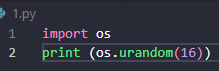 1.py
1 import os
2 print (os.urandom(16))